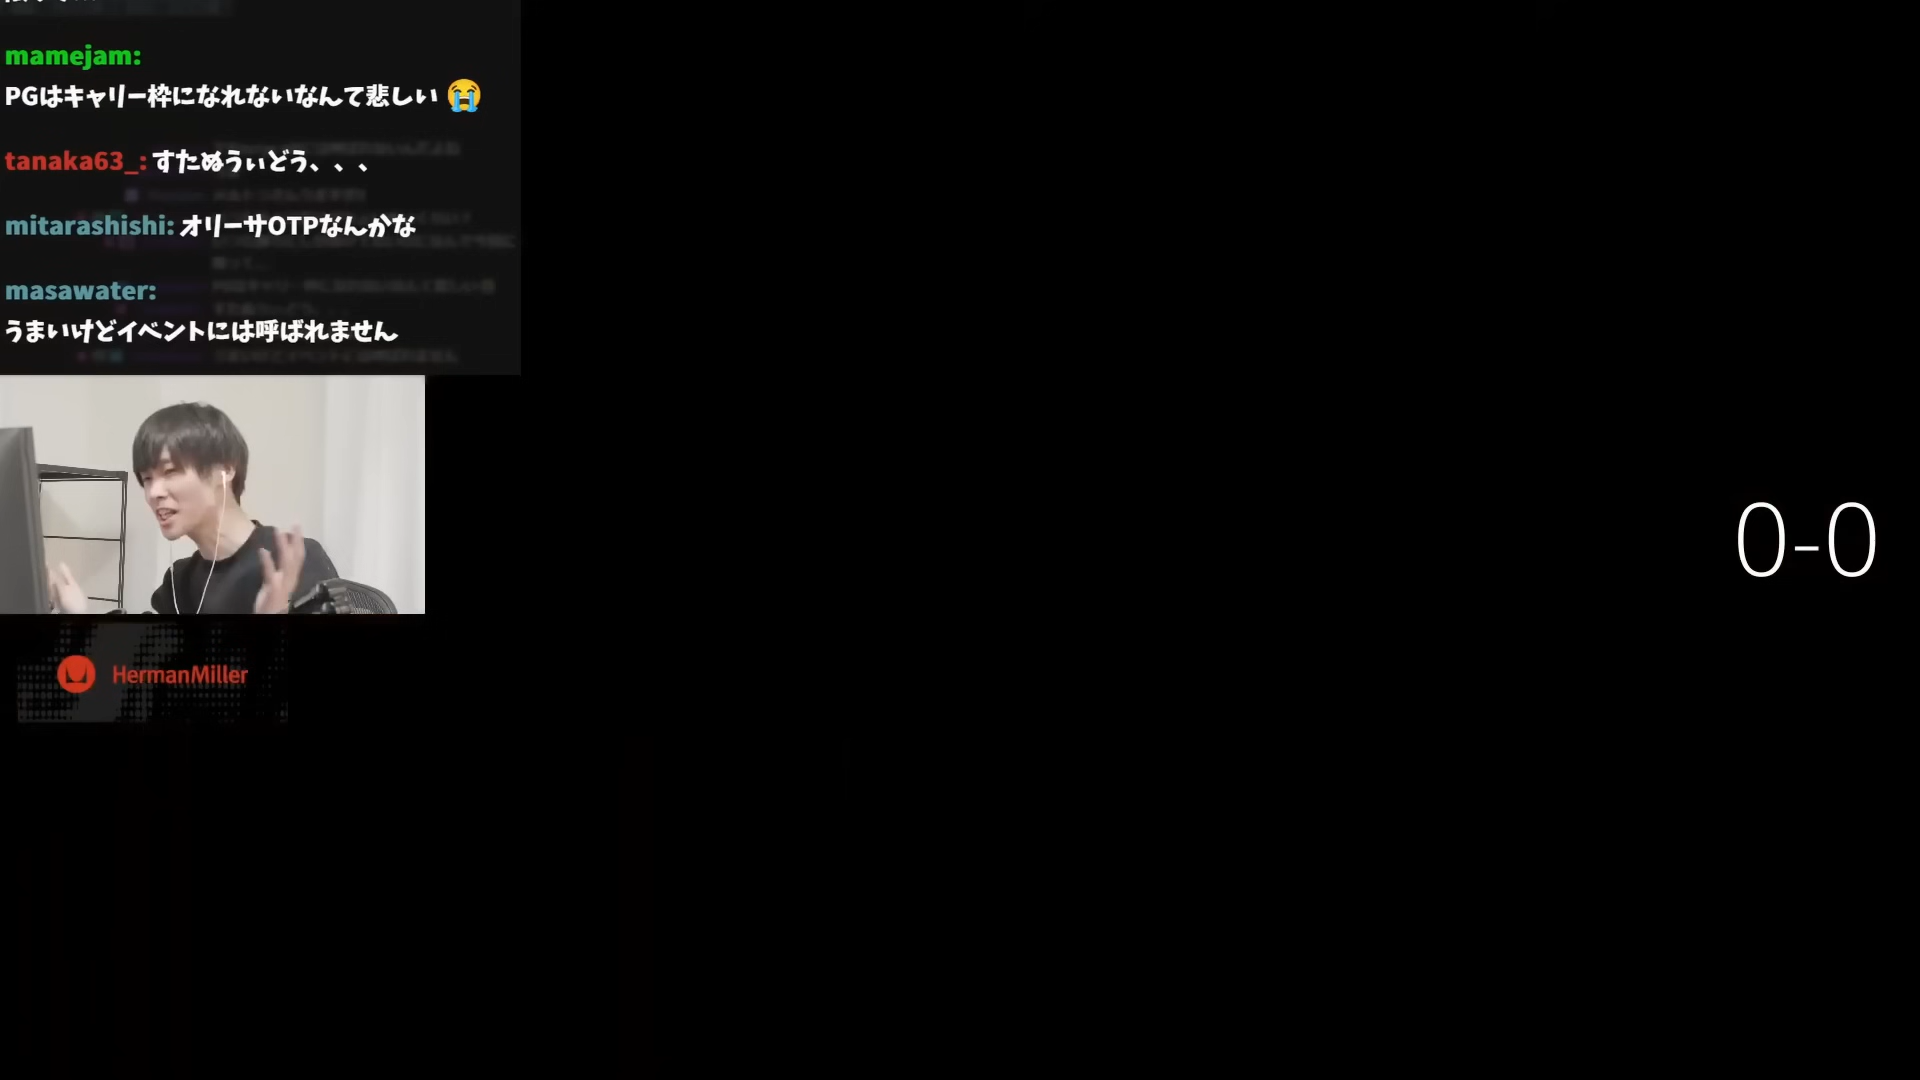 mamejam:
PGはキャリー枠になれないなんて悲しい 😭
tanaka63_: すたぬうぃどう、、、
mitarashishi: オリーサOTPなんかな
masawater:
うまいけどイベントには呼ばれません
0-0
HermanMiller